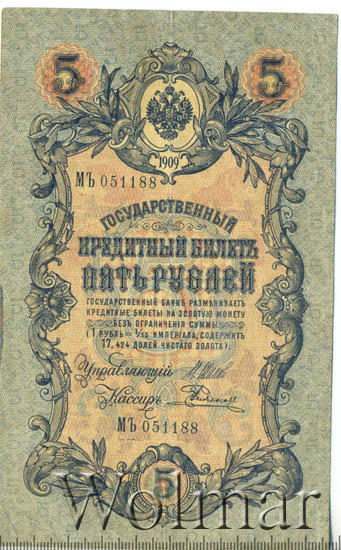 5 5
1909
МЪ 051188
ГОСУДАРСТВЕННЫЙ
КРЕДИТНЫЙ БИЛЕТЪ
ПЯТЬ РУБЛЕЙ
ГОСУДАРСТВЕННЫЙ БАНКЪ РАЗМѢНИВАЕТЪ
КРЕДИТНЫЕ БИЛЕТЫ НА ЗОЛОТУЮ МОНЕТУ
БЕЗЪ ОГРАНИЧЕНІЯ СУММЫ
(1 РУБЛЬ = 1/15 ИМПЕРІАЛА, СОДЕРЖИТЪ
17,424 ДОЛЕЙ ЧИСТАГО ЗОЛОТА).
Управляющій
Кассиръ
МЪ 051188
5
Wolmar